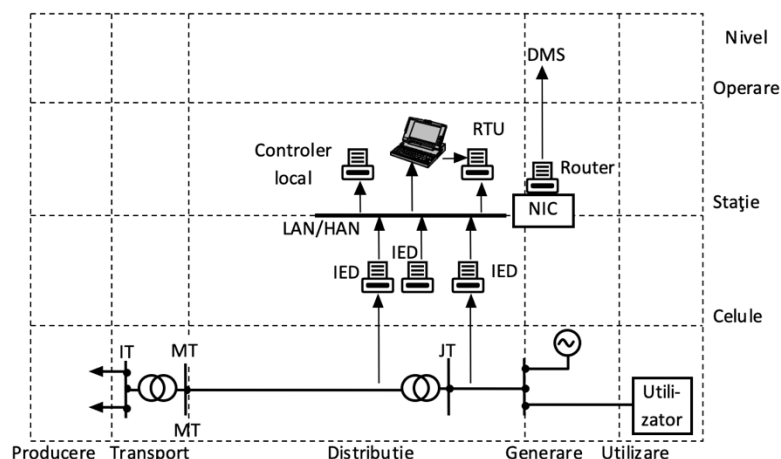 Nivel
DMS
Operare
RTU
Controler
local
Router
NIC
Staţie
LAN/HAN
IED
IED
IED
Celule
IT
MT
JT
MT
Utili-
zator
Producere
Transport
Distributie
Generare
Utilizare